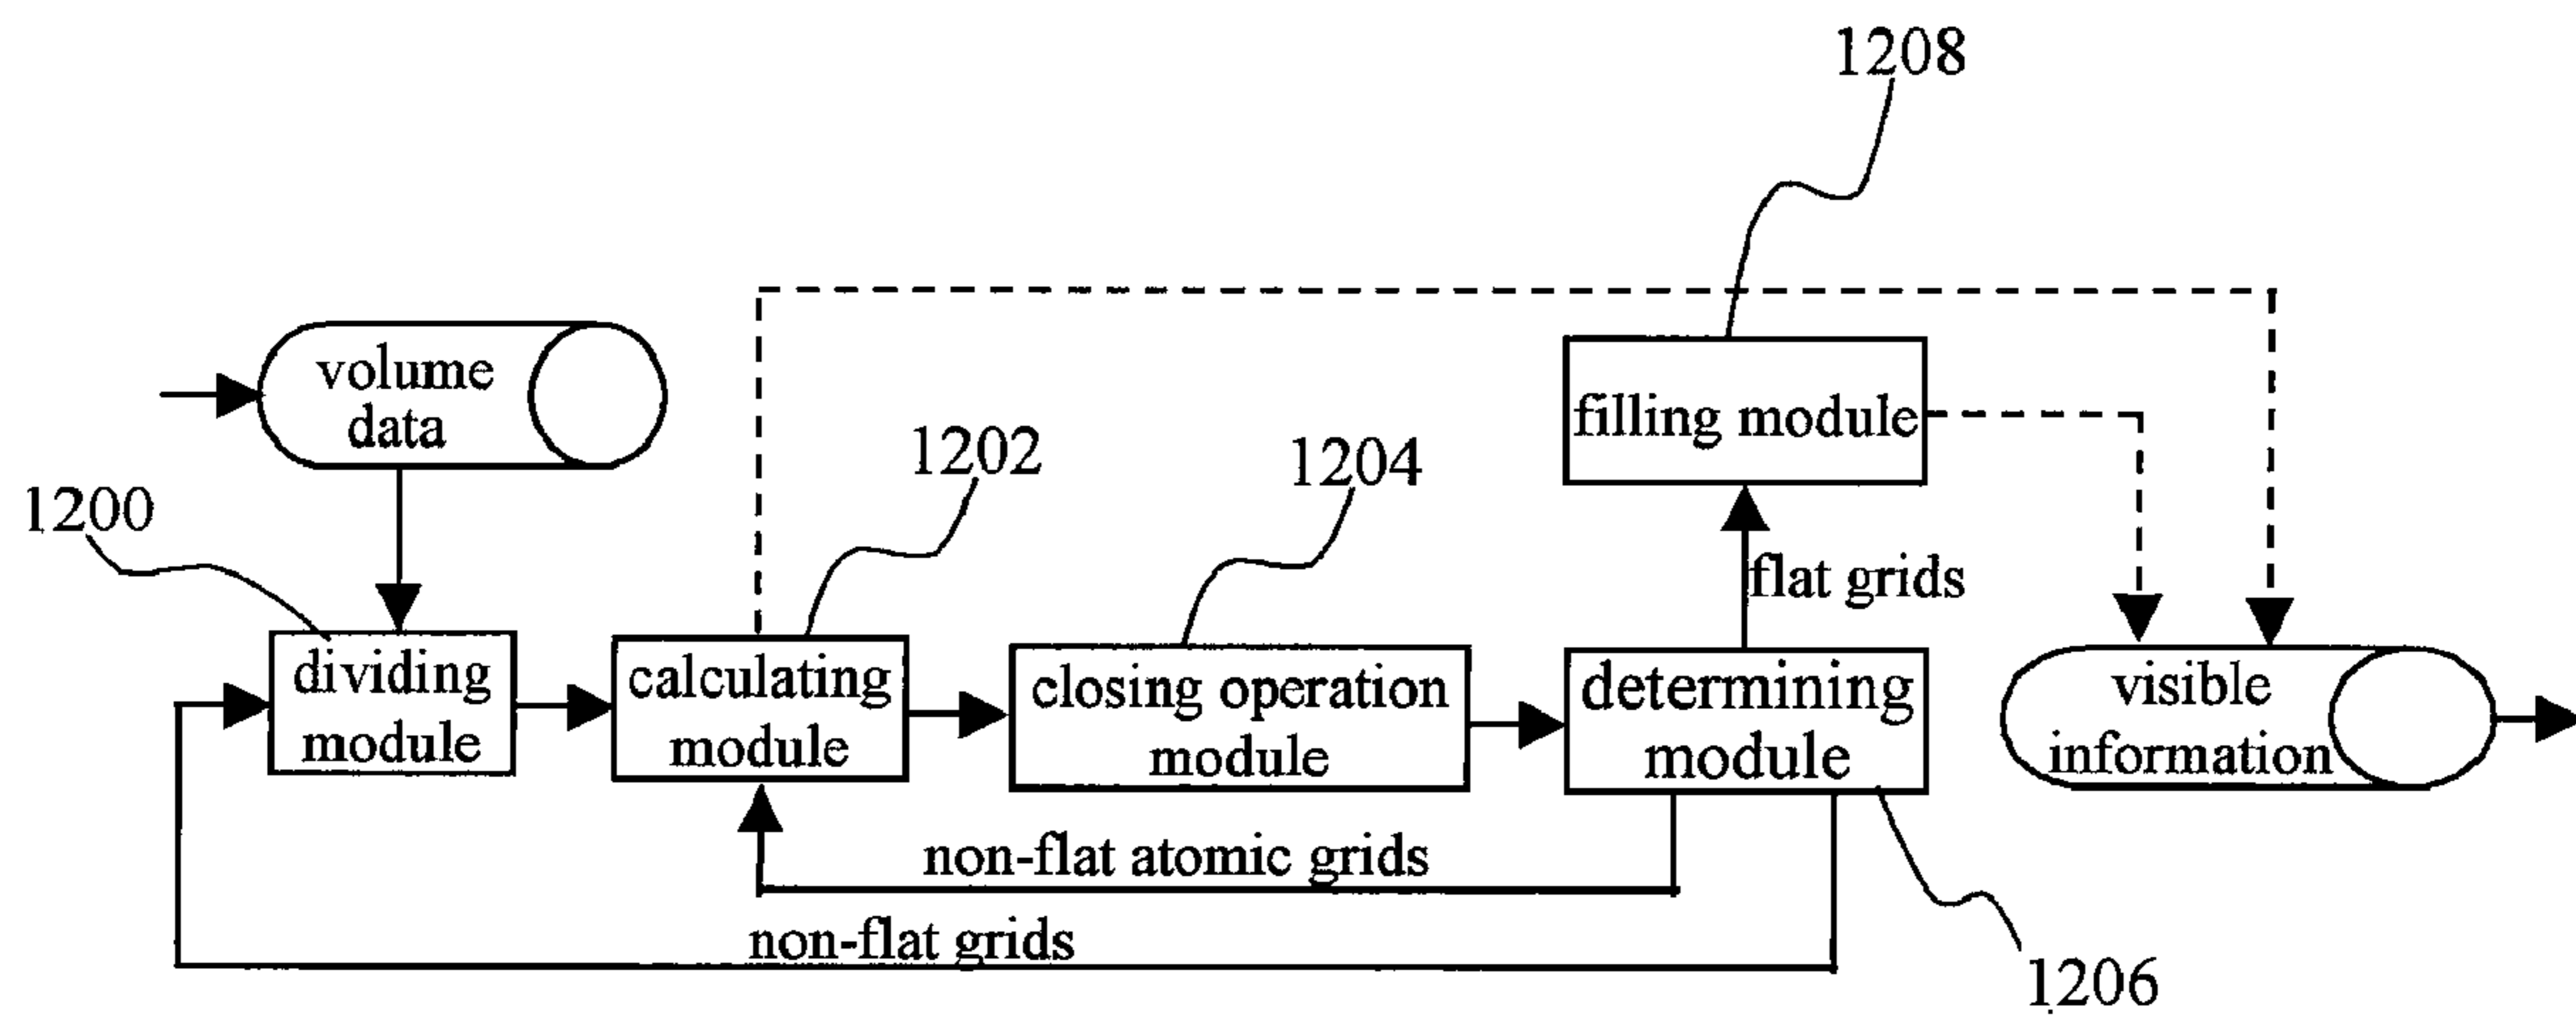 1208
volume
data
1202
1204
filling module
1200
flat grids
dividing
module
calculating
module
closing operation
module
determining
module
visible
information
non-flat atomic grids
non-flat grids
1206